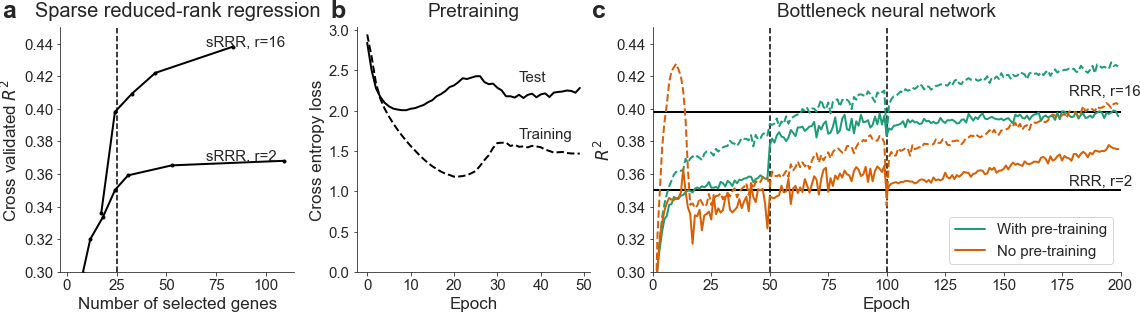 a Sparse reduced-rank regression
Cross validated R²
0.44
0.42
0.40
0.38
0.36
0.34
0.32
0.30
sRRR, r=16
sRRR, r=2
0 25 50 75 100
Number of selected genes
b Pretraining
Cross entropy loss
3.0
2.5
2.0
1.5
1.0
0.5
0.0
Test
Training
0 10 20 30 40 50
Epoch
c Bottleneck neural network
R²
0.44
0.42
0.40
0.38
0.36
0.34
0.32
0.30
RRR, r=16
RRR, r=2
With pre-training
No pre-training
0 25 50 75 100 125 150 175 200
Epoch